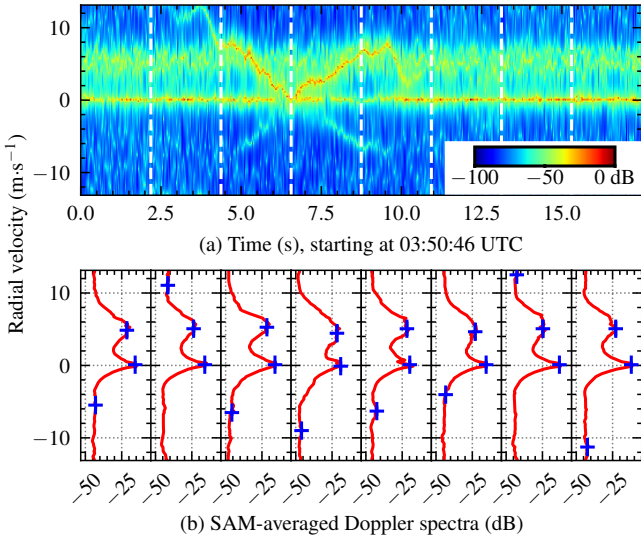 10
0
−10
−100 −50 0 dB
0.0 2.5 5.0 7.5 10.0 12.5 15.0
(a) Time (s), starting at 03:50:46 UTC
Radial velocity (m·s⁻¹)
10
0
−10
−50 −25 −50 −25 −50 −25 −50 −25 −50 −25 −50 −25 −50 −25 −50 −25
(b) SAM-averaged Doppler spectra (dB)